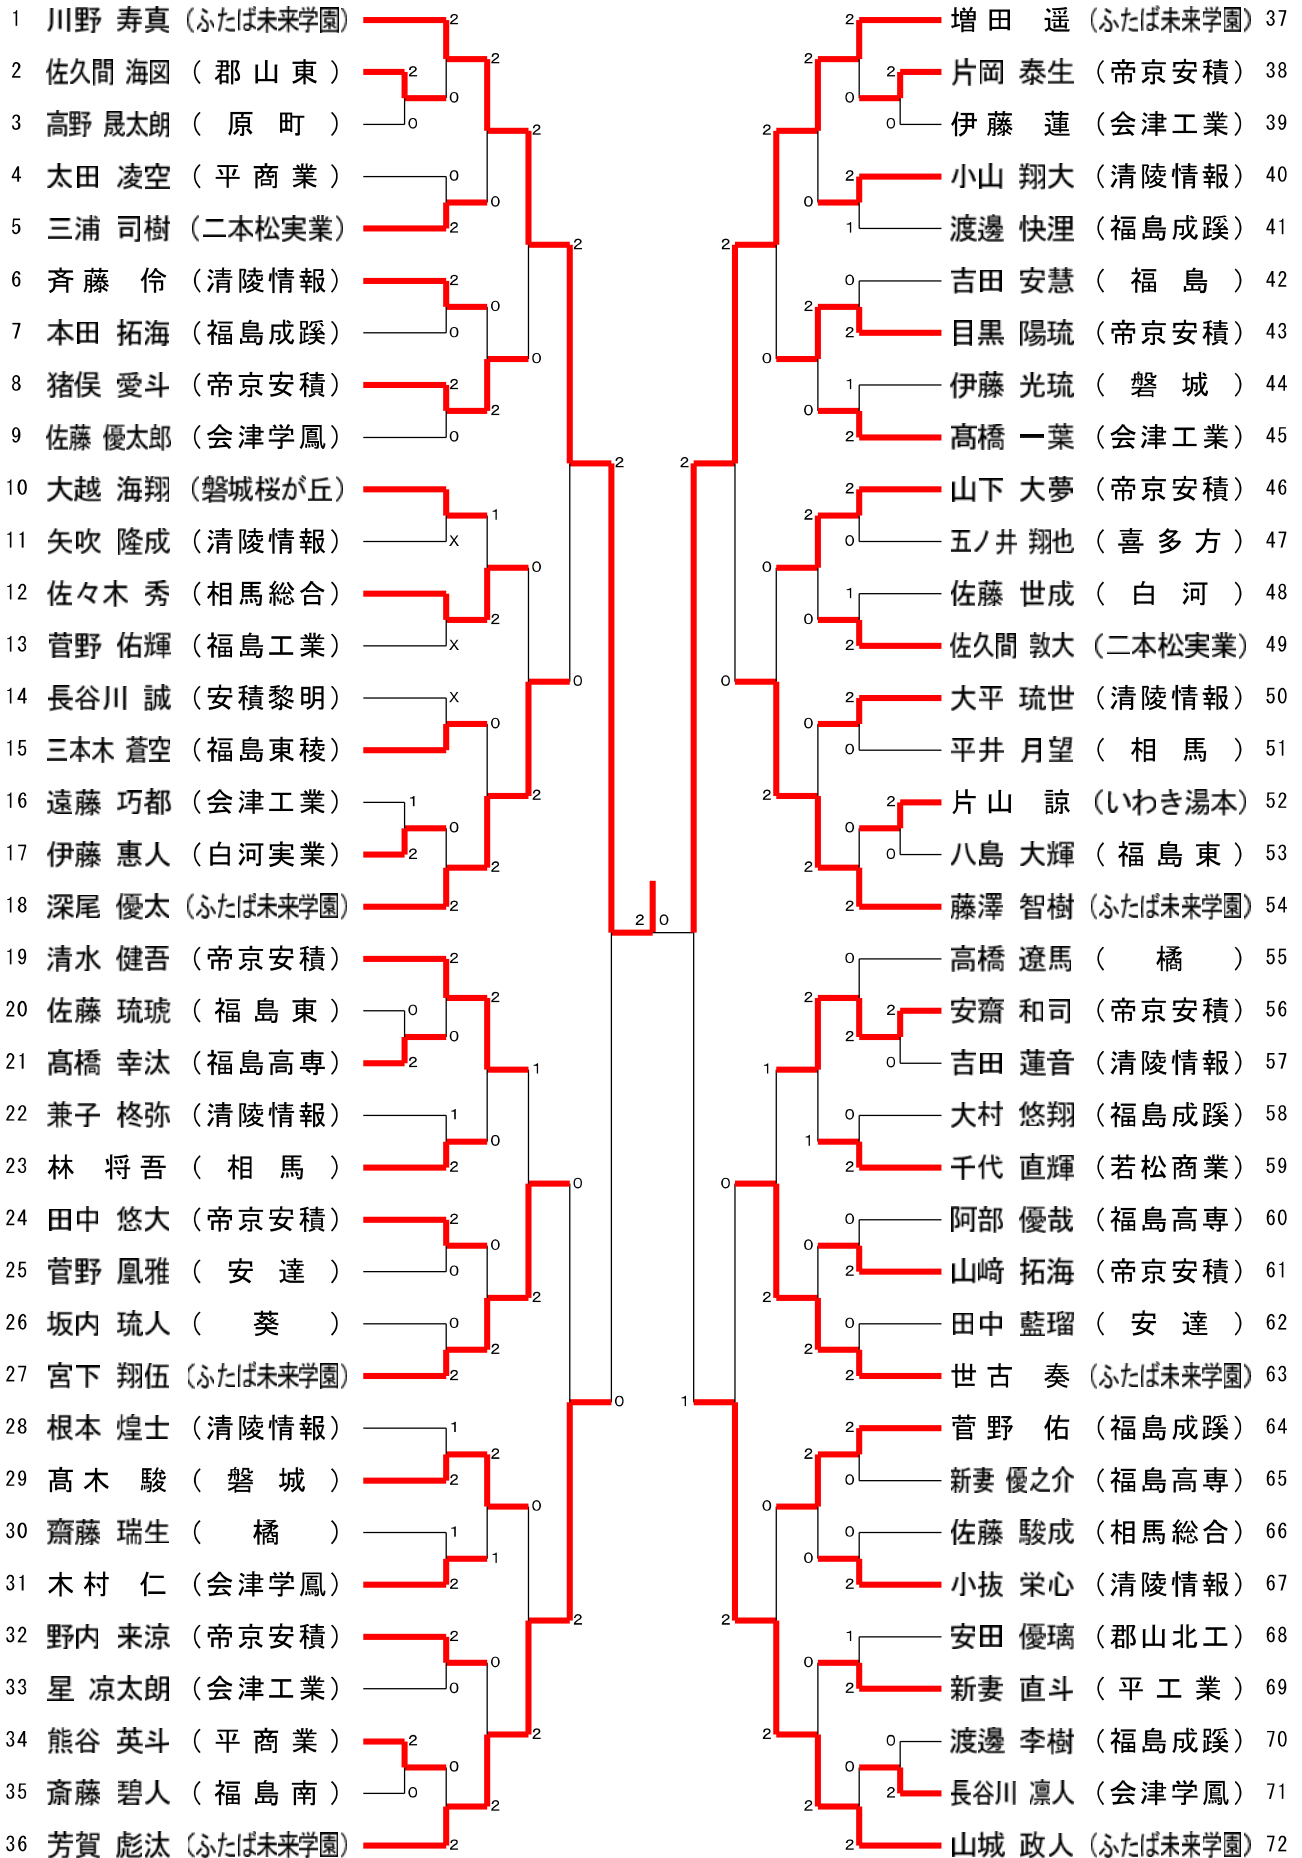 1 川野 寿真 (ふたば未来学園)
2 佐久間 海図 ( 郡 山 東 )
3 高野 晟太朗 ( 原 町 )
4 太田 凌空 ( 平 商 業 )
5 三浦 司樹 (二本松実業)
6 斉藤 伶 (清陵情報)
7 本田 拓海 (福島成蹊)
8 猪俣 愛斗 (帝京安積)
9 佐藤 優太郎 (会津学鳳)
10 大越 海翔 (磐城桜が丘)
11 矢吹 隆成 (清陵情報)
12 佐々木 秀 (相馬総合)
13 菅野 佑輝 (福島工業)
14 長谷川 誠 (安積黎明)
15 三本木 蒼空 (福島東稜)
16 遠藤 巧都 (会津工業)
17 伊藤 惠人 (白河実業)
18 深尾 優太 (ふたば未来学園)
19 清水 健吾 (帝京安積)
20 佐藤 琉琥 ( 福 島 東 )
21 髙橋 幸汰 (福島高専)
22 兼子 柊弥 (清陵情報)
23 林 将吾 ( 相 馬 )
24 田中 悠大 (帝京安積)
25 菅野 凰雅 ( 安 達 )
26 坂内 琉人 ( 葵 )
27 宮下 翔伍 (ふたば未来学園)
28 根本 煌士 (清陵情報)
29 髙木 駿 ( 磐 城 )
30 齋藤 瑞生 ( 橘 )
31 木村 仁 (会津学鳳)
32 野内 来涼 (帝京安積)
33 星 凉太朗 (会津工業)
34 熊谷 英斗 ( 平 商 業 )
35 斎藤 碧人 ( 福 島 南 )
36 芳賀 彪汰 (ふたば未来学園)
増田 遥 (ふたば未来学園) 37
片岡 泰生 (帝京安積) 38
伊藤 蓮 (会津工業) 39
小山 翔大 (清陵情報) 40
渡邊 快浬 (福島成蹊) 41
吉田 安慧 ( 福 島 ) 42
目黒 陽琉 (帝京安積) 43
伊藤 光琉 ( 磐 城 ) 44
髙橋 一葉 (会津工業) 45
山下 大夢 (帝京安積) 46
五ノ井 翔也 ( 喜 多 方 ) 47
佐藤 世成 ( 白 河 ) 48
佐久間 敦大 (二本松実業) 49
大平 琉世 (清陵情報) 50
平井 月望 ( 相 馬 ) 51
片山 諒 (いわき湯本) 52
八島 大輝 ( 福 島 東 ) 53
藤澤 智樹 (ふたば未来学園) 54
高橋 遼馬 ( 橘 ) 55
安齋 和司 (帝京安積) 56
吉田 蓮音 (清陵情報) 57
大村 悠翔 (福島成蹊) 58
千代 直輝 (若松商業) 59
阿部 優哉 (福島高専) 60
山﨑 拓海 (帝京安積) 61
田中 藍瑠 ( 安 達 ) 62
世古 奏 (ふたば未来学園) 63
菅野 佑 (福島成蹊) 64
新妻 優之介 (福島高専) 65
佐藤 駿成 (相馬総合) 66
小抜 栄心 (清陵情報) 67
安田 優璃 (郡山北工) 68
新妻 直斗 ( 平 工 業 ) 69
渡邊 李樹 (福島成蹊) 70
長谷川 凛人 (会津学鳳) 71
山城 政人 (ふたば未来学園) 72
2 0